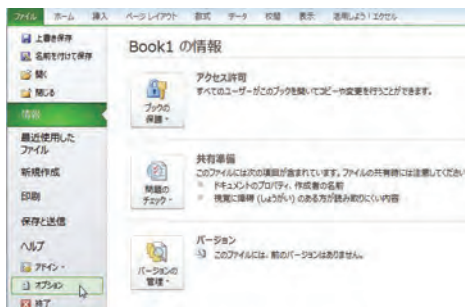 ファイル ホーム 挿入 ページ レイアウト 数式 データ 校閲 表示 活用しよう！エクセル
上書き保存
名前を付けて保存
開く
閉じる
情報
最近使用した
ファイル
新規作成
印刷
保存と送信
ヘルプ
アドイン
オプション
終了
Book1 の情報
ブックの
保護
アクセス許可
すべてのユーザーがこのブックを開いてコピーや変更を行うことができます。
問題の
チェック
共有準備
このファイルには次の項目が含まれています。ファイルの共有時には注意してください
ドキュメントのプロパティ、作成者の名前
視覚に障碍 (しょうがい) のある方が読み取りにくい内容
バージョンの
管理
バージョン
このファイルには、前のバージョンはありません。